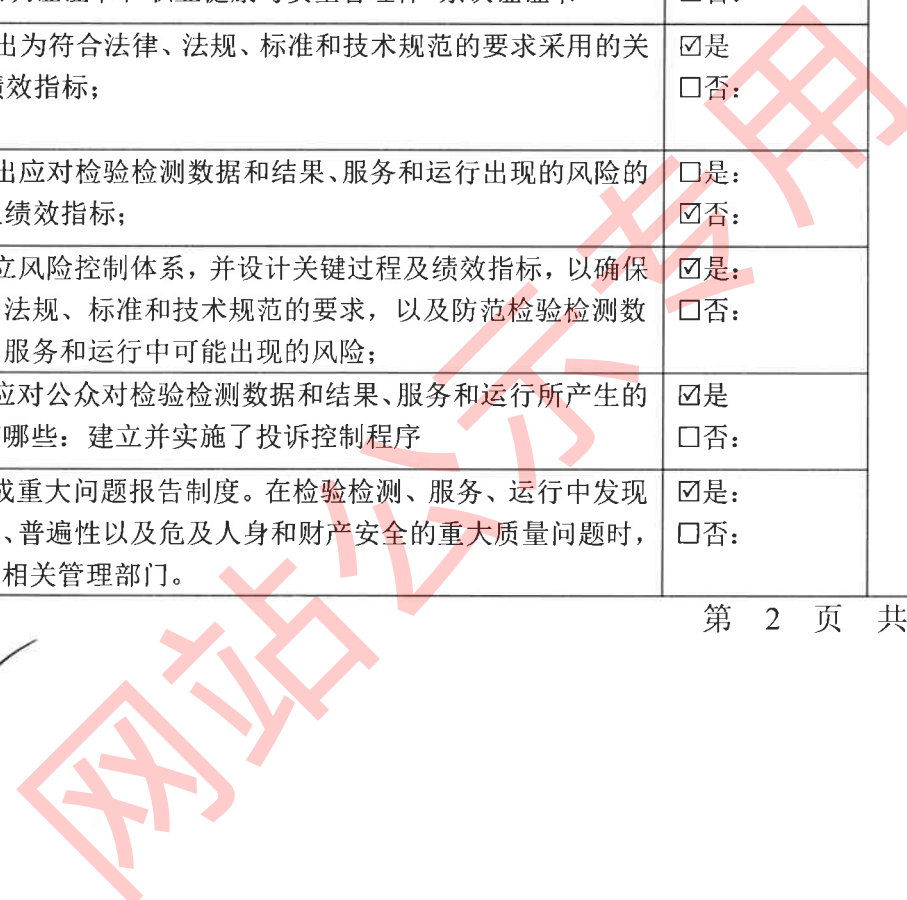 出为符合法律、法规、标准和技术规范的要求采用的关 ☑是
效指标； □否：
出应对检验检测数据和结果、服务和运行出现的风险的 □是：
绩效指标； ☑否：
立风险控制体系，并设计关键过程及绩效指标，以确保 ☑是：
法规、标准和技术规范的要求，以及防范检验检测数 □否：
服务和运行中可能出现的风险；
应对公众对检验检测数据和结果、服务和运行所产生的 ☑是
哪些：建立并实施了投诉控制程序 □否：
或重大问题报告制度。在检验检测、服务、运行中发现 ☑是：
、普遍性以及危及人身和财产安全的重大质量问题时， □否：
相关管理部门。
第 2 页 共
网站公示专用